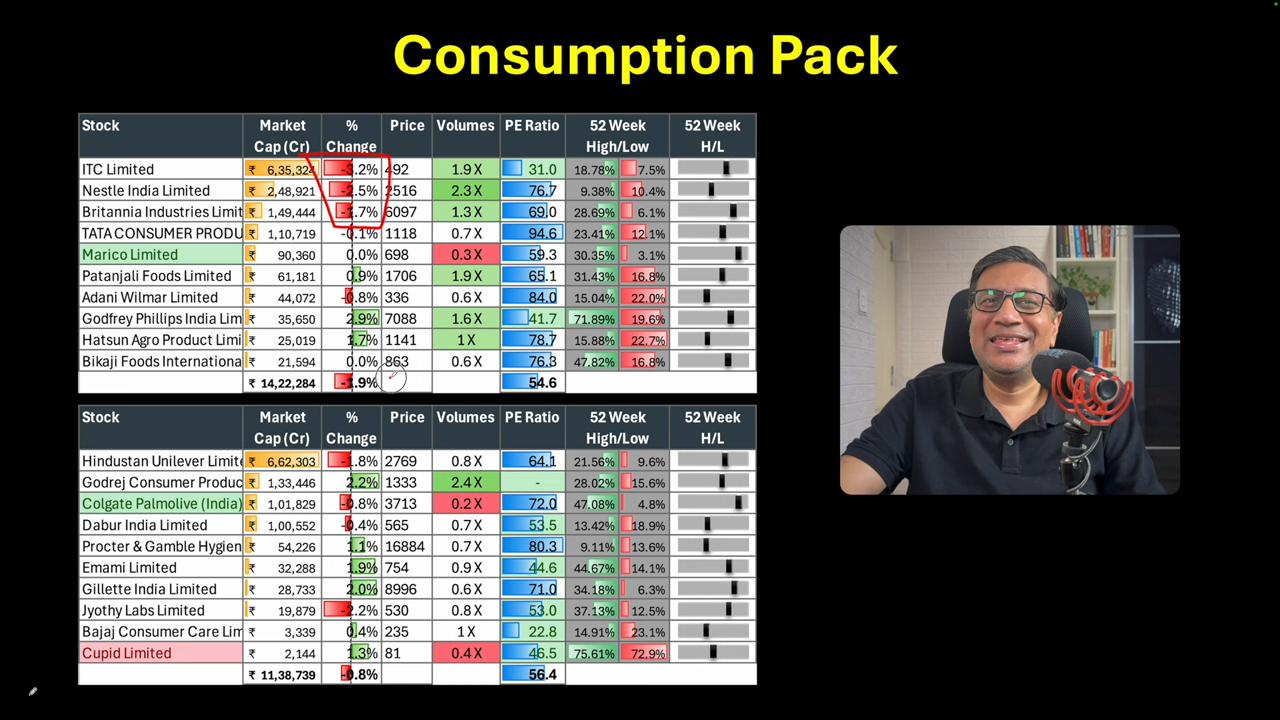 Consumption Pack
Stock Market Cap (Cr) % Change Price Volumes PE Ratio 52 Week High/Low 52 Week H/L
ITC Limited ₹ 6,35,324 -3.2% 492 1.9 X 31.0 18.78% 7.5%
Nestle India Limited ₹ 2,48,921 -2.5% 2516 2.3 X 76.7 9.38% 10.4%
Britannia Industries Limit ₹ 1,49,444 -1.7% 6097 1.3 X 69.0 28.69% 6.1%
TATA CONSUMER PRODU ₹ 1,10,719 -0.1% 1118 0.7 X 94.6 23.41% 12.1%
Marico Limited ₹ 90,360 0.0% 698 0.3 X 59.3 30.35% 3.1%
Patanjali Foods Limited ₹ 61,181 0.9% 1706 1.9 X 65.1 31.43% 16.8%
Adani Wilmar Limited ₹ 44,072 -0.8% 336 0.6 X 84.0 15.04% 22.0%
Godfrey Phillips India Lim ₹ 35,650 2.9% 7088 1.6 X 41.7 71.89% 19.6%
Hatsun Agro Product Limi ₹ 25,019 1.7% 1141 1 X 78.7 15.88% 22.7%
Bikaji Foods Internationa ₹ 21,594 0.0% 863 0.6 X 76.3 47.82% 16.8%
₹ 14,22,284 -1.9% 54.6
Stock Market Cap (Cr) % Change Price Volumes PE Ratio 52 Week High/Low 52 Week H/L
Hindustan Unilever Limite ₹ 6,62,303 -1.8% 2769 0.8 X 64.1 21.56% 9.6%
Godrej Consumer Produc ₹ 1,33,446 2.2% 1333 2.4 X - 28.02% 15.6%
Colgate Palmolive (India) ₹ 1,01,829 -0.8% 3713 0.2 X 72.0 47.08% 4.8%
Dabur India Limited ₹ 1,00,552 -0.4% 565 0.7 X 53.5 13.42% 18.9%
Procter & Gamble Hygien ₹ 54,226 1.1% 16884 0.7 X 80.3 9.11% 13.6%
Emami Limited ₹ 32,288 1.9% 754 0.9 X 44.6 44.67% 14.1%
Gillette India Limited ₹ 28,733 2.0% 8996 0.6 X 71.0 34.18% 6.3%
Jyothy Labs Limited ₹ 19,879 -2.2% 530 0.8 X 53.0 37.13% 12.5%
Bajaj Consumer Care Lim ₹ 3,339 0.4% 235 1 X 22.8 14.91% 23.1%
Cupid Limited ₹ 2,144 1.3% 81 0.4 X 46.5 75.61% 72.9%
₹ 11,38,739 -0.8% 56.4